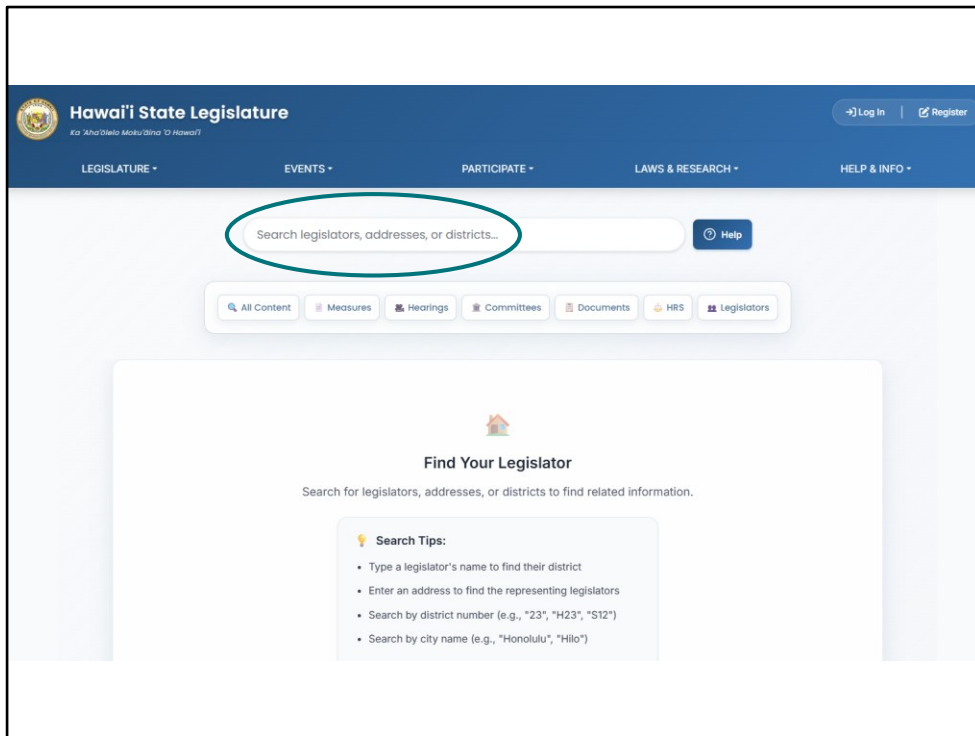 Hawai'i State Legislature
Ka 'Aha'ōlelo Moku'āina 'O Hawai'i
Log In | Register
LEGISLATURE EVENTS PARTICIPATE LAWS & RESEARCH HELP & INFO
Search legislators, addresses, or districts...
Help
All Content Measures Hearings Committees Documents HRS Legislators
Find Your Legislator
Search for legislators, addresses, or districts to find related information.
Search Tips:
• Type a legislator's name to find their district
• Enter an address to find the representing legislators
• Search by district number (e.g., "23", "H23", "S12")
• Search by city name (e.g., "Honolulu", "Hilo")